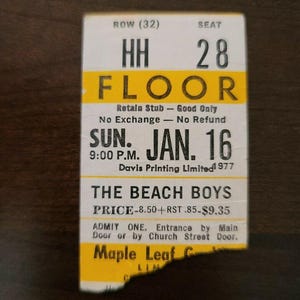 ROW (32) SEAT
HH 28
FLOOR
Retain Stub — Good Only
No Exchange — No Refund
SUN. JAN. 16
9:00 P.M. 1977
Davis Printing Limited
THE BEACH BOYS
PRICE-8.50+RST .85-$9.35
ADMIT ONE. Entrance by Main
Door or by Church Street Door.
Maple Leaf